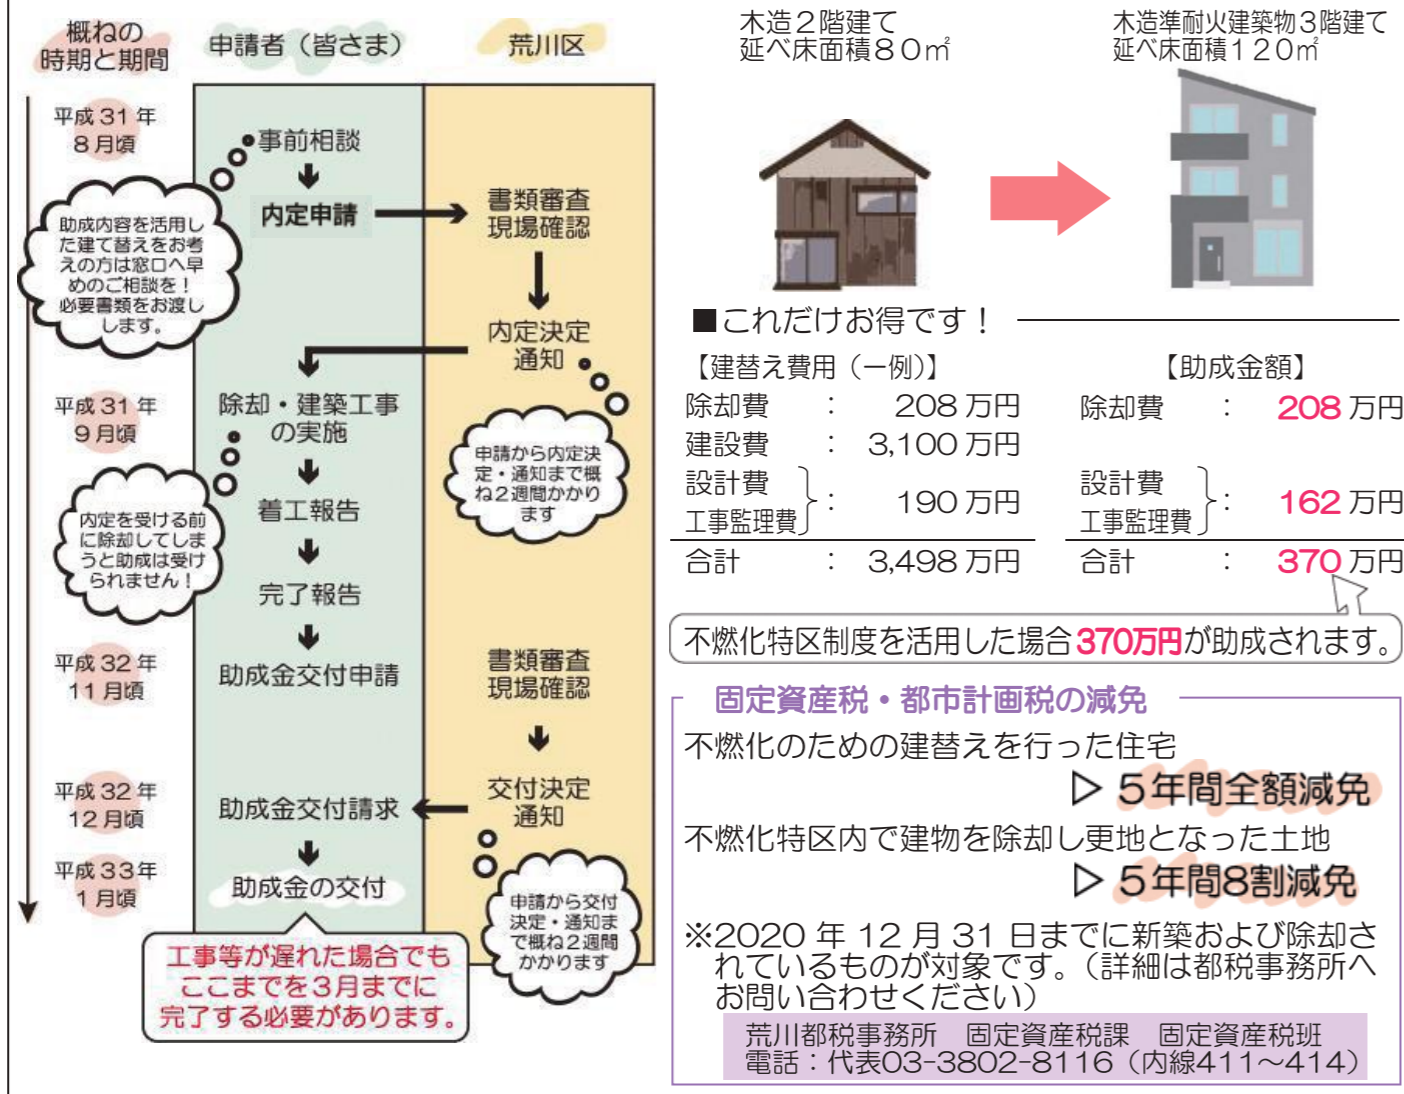 概ねの
時期と期間
申請者（皆さま）
荒川区
平成31年
8月頃
事前相談
内定申請
助成内容を活用し
た建て替えをお考
えの方は窓口へ早
めのご相談を！
必要書類をお渡し
します。
書類審査
現場確認
内定決定
通知
平成31年
9月頃
除却・建築工事
の実施
申請から内定決
定・通知まで概
ね２週間かかり
ます
着工報告
内定を受ける前
に除却してしま
うと助成は受け
られません！
完了報告
平成32年
11月頃
助成金交付申請
書類審査
現場確認
平成32年
12月頃
助成金交付請求
交付決定
通知
平成33年
1月頃
助成金の交付
申請から交付
決定・通知ま
で概ね２週間
かかります
工事等が遅れた場合でも
ここまでを３月までに
完了する必要があります。
木造２階建て
延べ床面積８０㎡
木造準耐火建築物３階建て
延べ床面積１２０㎡
■これだけお得です！
【建替え費用（一例）】
除却費 ： 208万円
建設費 ： 3,100万円
設計費
工事監理費 ： 190万円
合計 ： 3,498万円
【助成金額】
除却費 ： 208万円
設計費
工事監理費 ： 162万円
合計 ： 370万円
不燃化特区制度を活用した場合370万円が助成されます。
固定資産税・都市計画税の減免
不燃化のための建替えを行った住宅
▷ ５年間全額減免
不燃化特区内で建物を除却し更地となった土地
▷ ５年間8割減免
※2020 年 12 月 31 日までに新築および除却さ
れているものが対象です。（詳細は都税事務所へ
お問い合わせください）
荒川都税事務所　固定資産税課　固定資産税班
電話：代表03-3802-8116（内線411〜414）